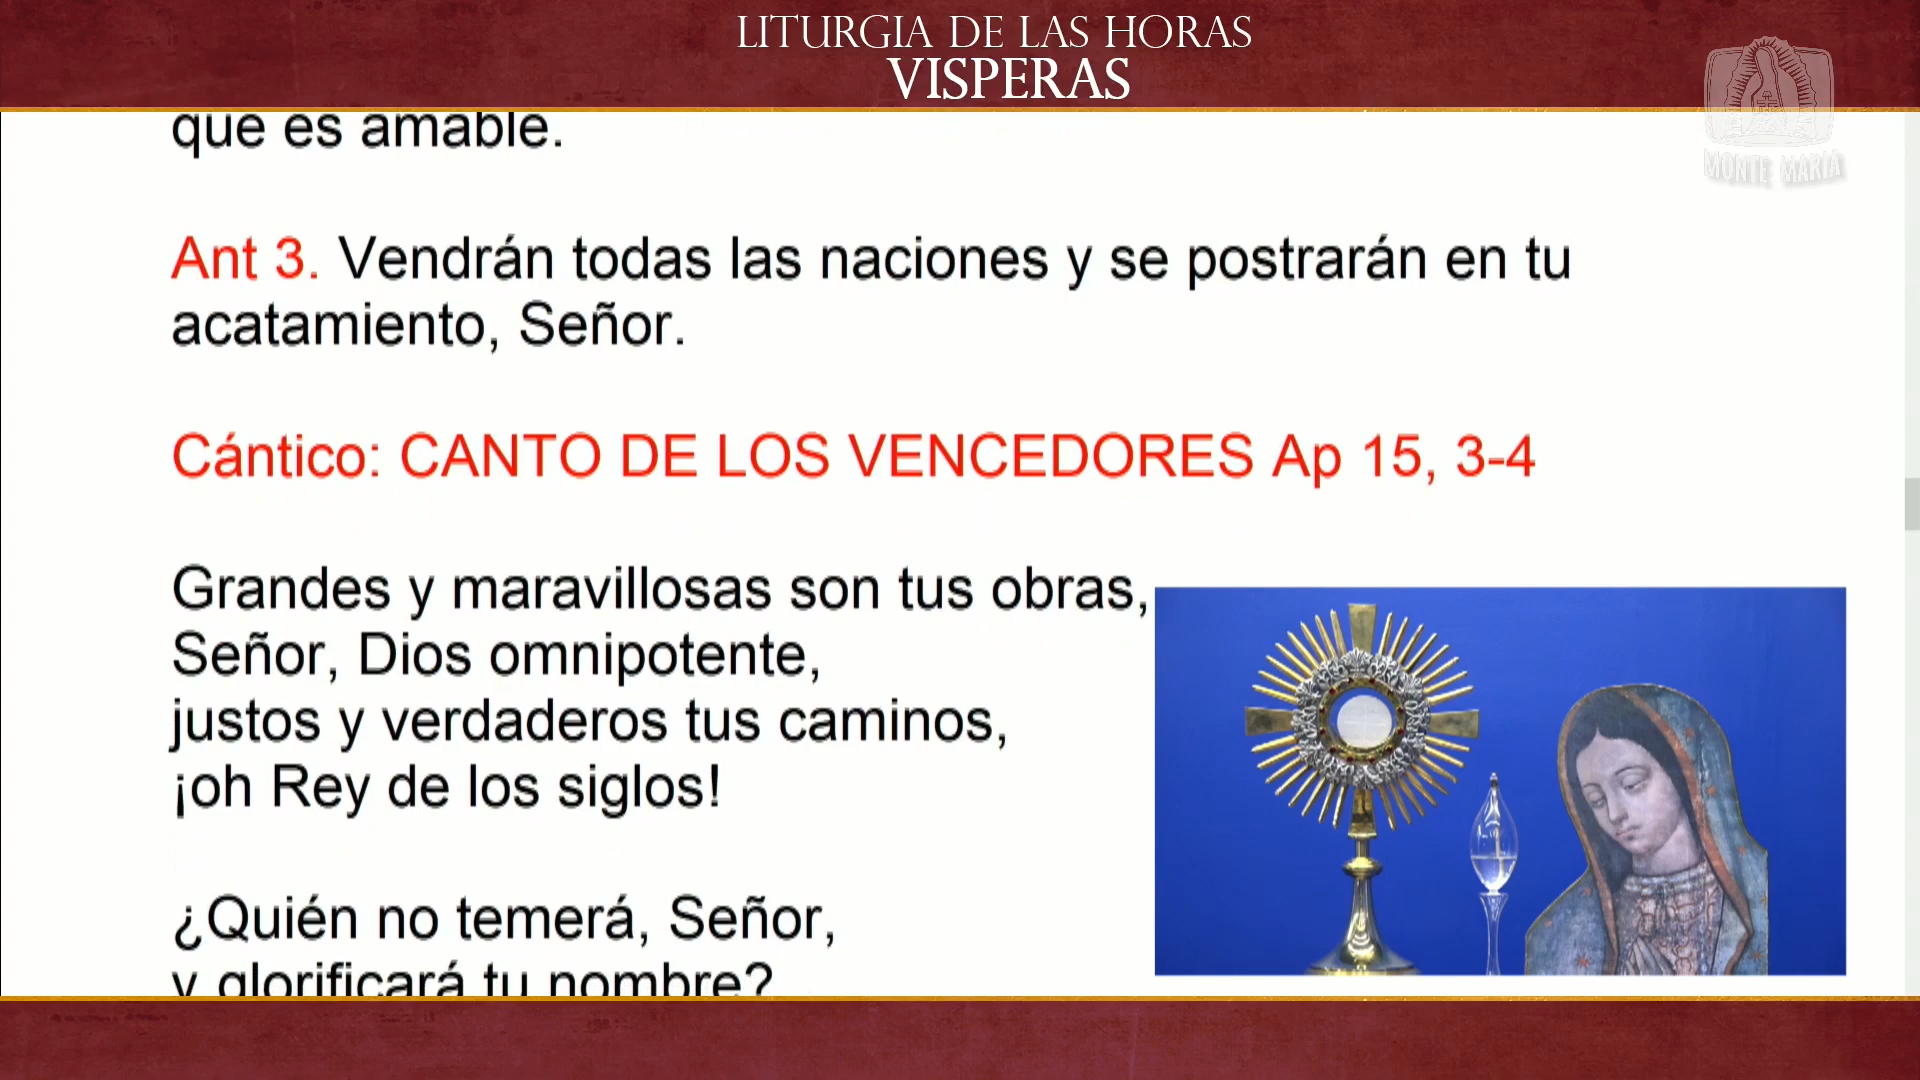 LITURGIA DE LAS HORAS
VISPERAS
MONTE MARIA
que es amable.
Ant 3. Vendrán todas las naciones y se postrarán en tu
acatamiento, Señor.
Cántico: CANTO DE LOS VENCEDORES Ap 15, 3-4
Grandes y maravillosas son tus obras,
Señor, Dios omnipotente,
justos y verdaderos tus caminos,
¡oh Rey de los siglos!
¿Quién no temerá, Señor,
y glorificará tu nombre?